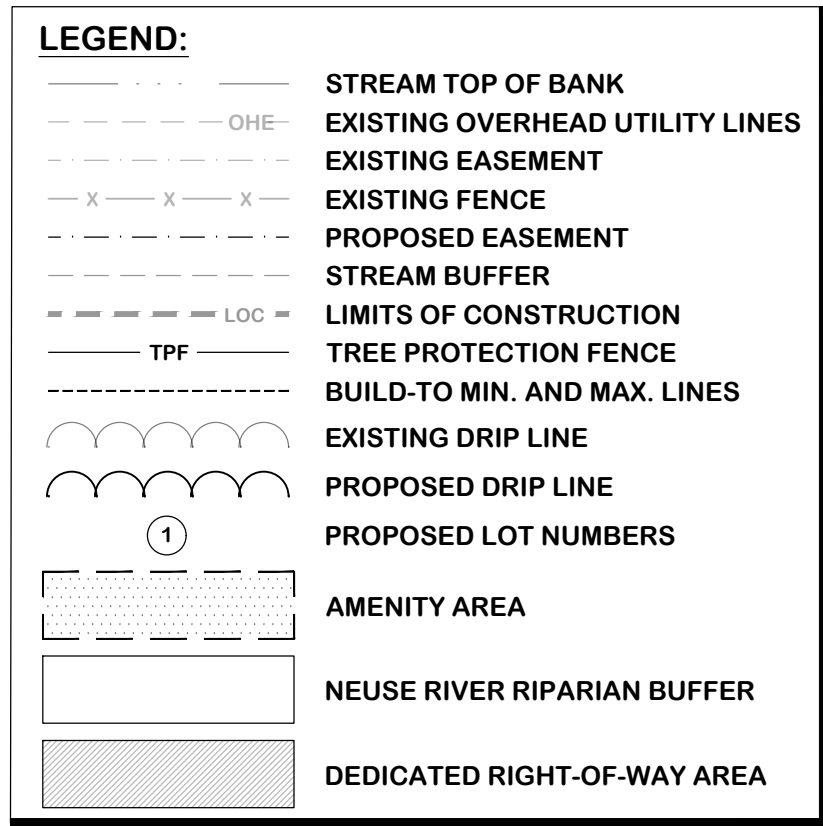 LEGEND:
STREAM TOP OF BANK
OHE EXISTING OVERHEAD UTILITY LINES
EXISTING EASEMENT
X X X EXISTING FENCE
PROPOSED EASEMENT
STREAM BUFFER
LOC LIMITS OF CONSTRUCTION
TPF TREE PROTECTION FENCE
BUILD-TO MIN. AND MAX. LINES
EXISTING DRIP LINE
PROPOSED DRIP LINE
1 PROPOSED LOT NUMBERS
AMENITY AREA
NEUSE RIVER RIPARIAN BUFFER
DEDICATED RIGHT-OF-WAY AREA